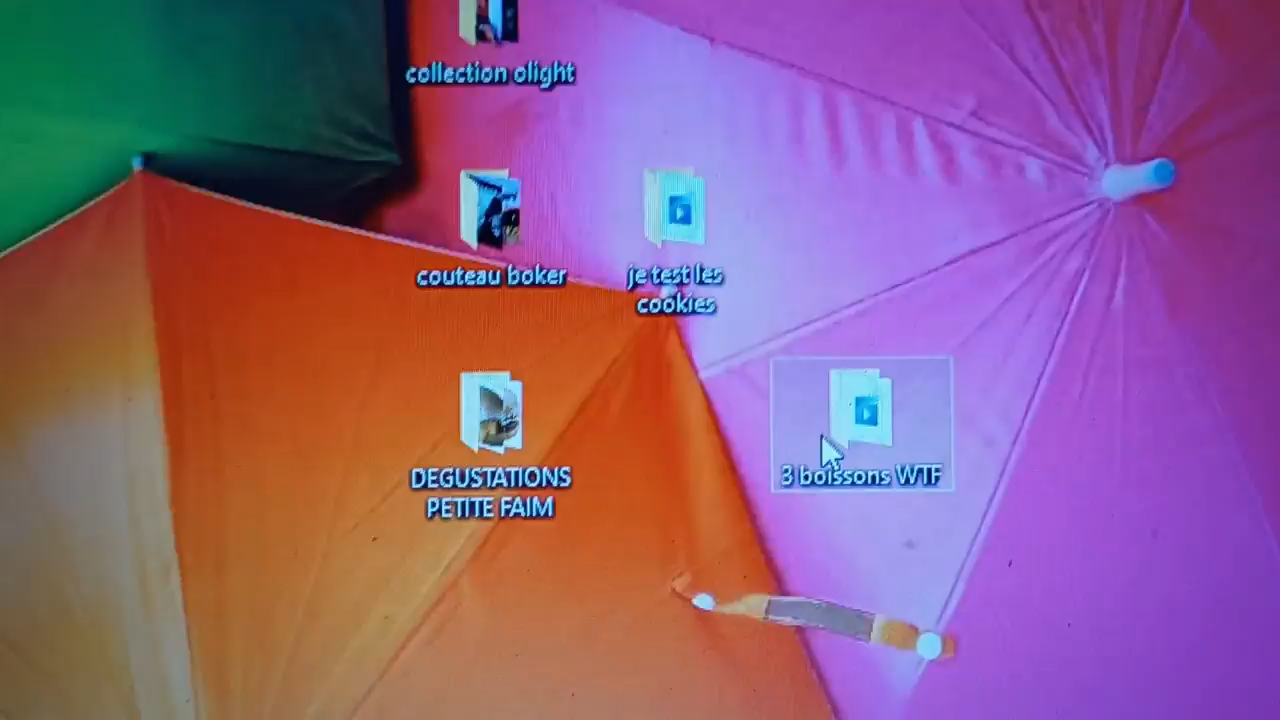 collection olight
couteau boker
je test les
cookies
DEGUSTATIONS
PETITE FAIM
3 boissons WTF